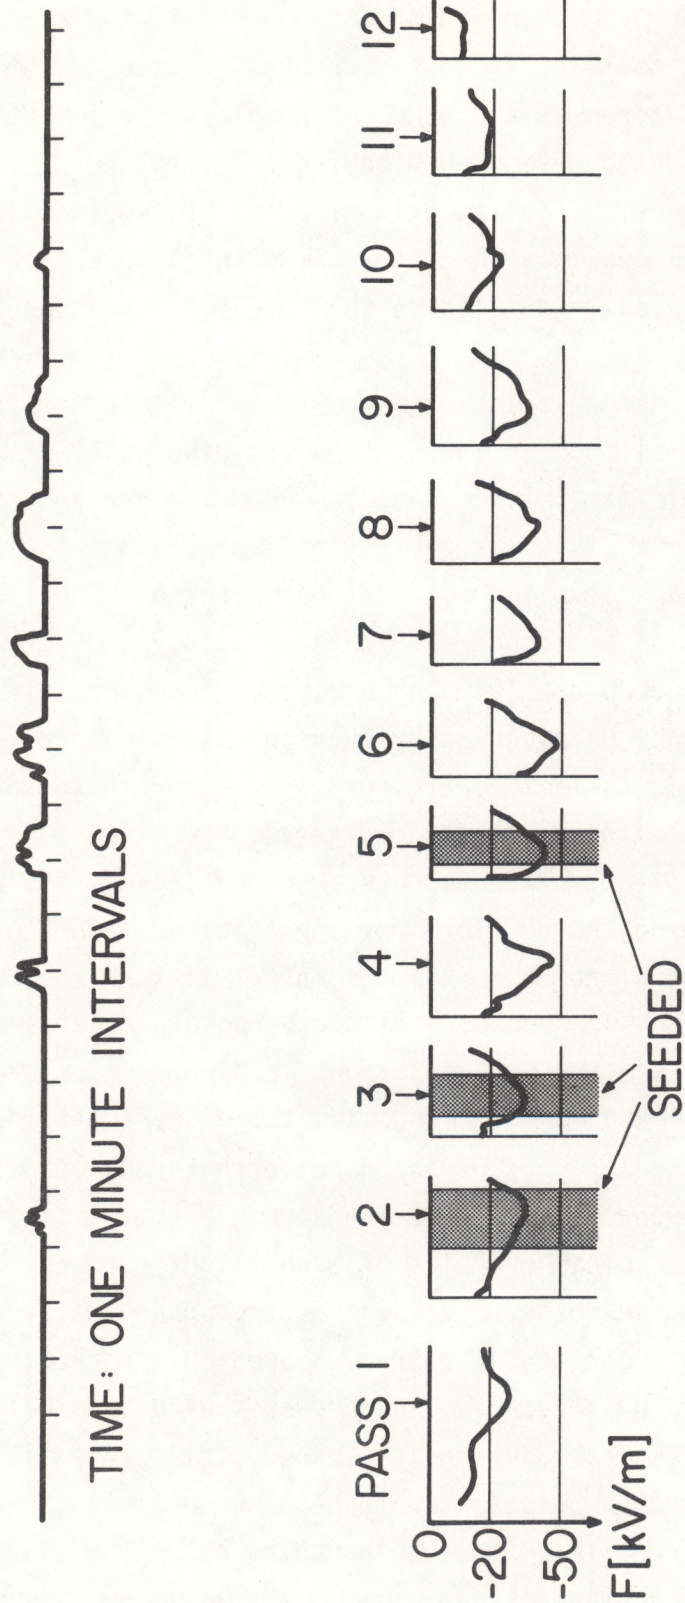 TIME: ONE MINUTE INTERVALS
PASS 1 2 3 4 5 6 7 8 9 10 11 12
0
-20
-50
F[kV/m]
SEEDED